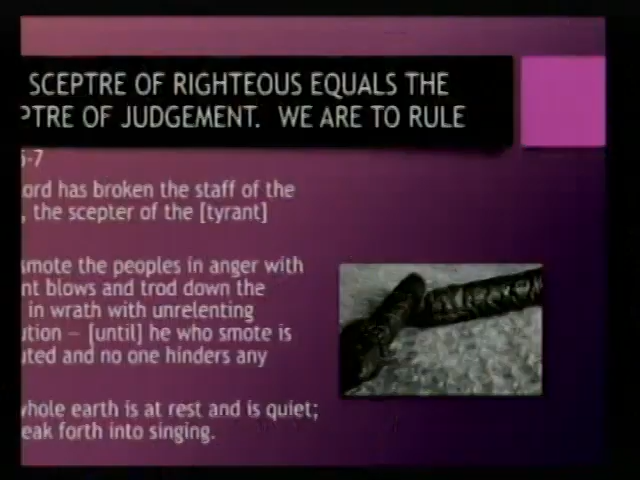 SCEPTRE OF RIGHTEOUS EQUALS THE
PTRE OF JUDGEMENT. WE ARE TO RULE
5-7
ord has broken the staff of the
, the scepter of the [tyrant]
smote the peoples in anger with
nt blows and trod down the
in wrath with unrelenting
ution – [until] he who smote is
uted and no one hinders any
whole earth is at rest and is quiet;
eak forth into singing.